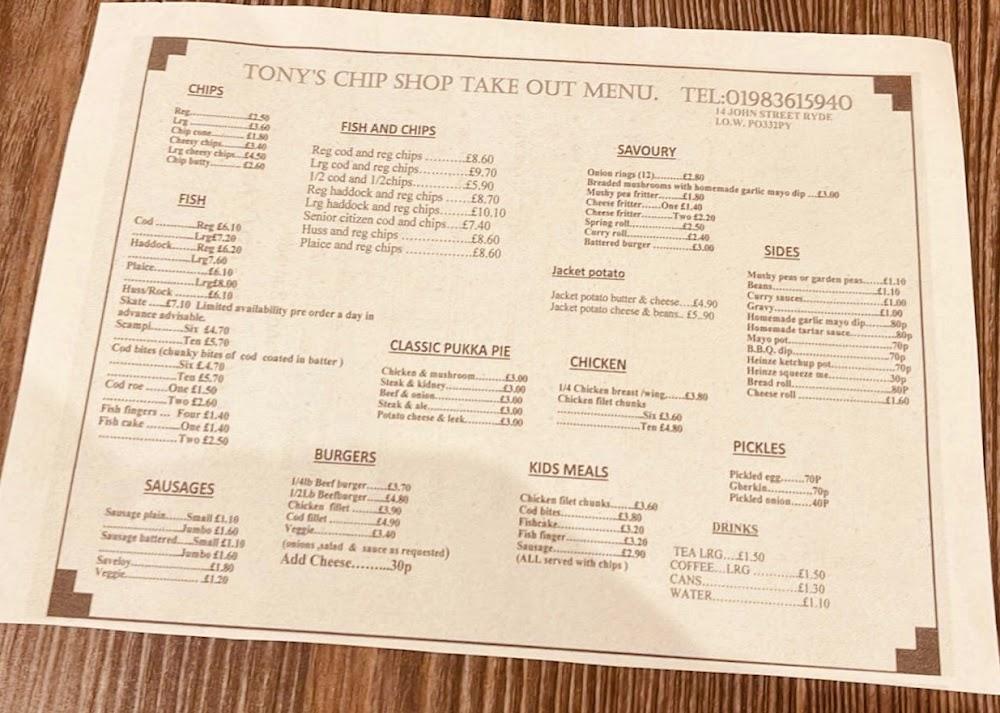 TONY'S CHIP SHOP TAKE OUT MENU. TEL:01983615940
14 JOHN STREET RYDE
I.O.W. PO332PY
CHIPS
Reg.................£2.50
Lrg.................£3.60
Chip cone.........£1.80
Cheesy chips.....£3.40
Lrg cheesy chips...£4.50
Chip butty......... £2.60
FISH
Cod ............Reg £6.10
.................Lrg£7.20
Haddock.......Reg £6.20
.................Lrg7.60
Plaice...............£6.10
.................Lrg£8.00
Huss/Rock .........£6.10
Skate ....£7.10 Limited availability pre order a day in
advance advisable.
Scampi.........Six £4.70
.................Ten £5.70
Cod bites (chunky bites of cod coated in batter )
.................Six £4.70
.................Ten £5.70
Cod roe ......One £1.50
.................Two £2.60
Fish fingers ... Four £1.40
Fish cake .........One £1.40
.................Two £2.50
SAUSAGES
Sausage plain.......Small £1.10
.................Jumbo £1.60
Sausage battered....Small £1.10
.................Jumbo £1.60
Saveloy....................£1.80
Veggie.....................£1.20
FISH AND CHIPS
Reg cod and reg chips ..........£8.60
Lrg cod and reg chips............£9.70
1/2 cod and 1/2chips.............£5.90
Reg haddock and reg chips ......£8.70
Lrg haddock and reg chips.......£10.10
Senior citizen cod and chips....£7.40
Huss and reg chips ...............£8.60
Plaice and reg chips ..............£8.60
CLASSIC PUKKA PIE
Chicken & mushroom..........£3.00
Steak & kidney.................£3.00
Beef & onion....................£3.00
Steak & ale......................£3.00
Potato cheese & leek..........£3.00
BURGERS
1/4lb Beef burger.......£3.70
1/2Lb Beefburger.......£4.80
Chicken fillet ...........£3.90
Cod fillet .................£4.90
Veggie.....................£3.40
(onions ,salad & sauce as requested)
Add Cheese.........30p
SAVOURY
Onion rings (12)..........£2.80
Breaded mushrooms with homemade garlic mayo dip ...£3.00
Mushy pea fritter.........£1.80
Cheese fritter.......One £1.40
Cheese fritter...........Two £2.20
Spring roll.................£2.50
Curry roll...................£2.40
Battered burger ...........£3.00
Jacket potato
Jacket potato butter & cheese....£4.90
Jacket potato cheese & beans.. £5..90
CHICKEN
1/4 Chicken breast /wing.......£3.80
Chicken filet chunks
.........................Six £3.60
.........................Ten £4.80
KIDS MEALS
Chicken filet chunks........£3.60
Cod bites.....................£3.80
Fishcake......................£3.20
Fish finger...................£3.20
Sausage......................£2.90
(ALL served with chips )
SIDES
Mushy peas or garden peas......£1.10
Beans...............................£1.10
Curry sauces.......................£1.00
Gravy...............................£1.00
Homemade garlic mayo dip......80p
Homemade tartar sauce..........80p
Mayo pot..........................70p
B.B.Q. dip..........................70p
Heinze ketchup pot...............70p
Heinze squeeze me................30p
Bread roll..........................80P
Cheese roll ........................£1.60
PICKLES
Pickled egg.......70P
Gherkin...........70p
Pickled onion.....40P
DRINKS
TEA LRG....£1.50
COFFEE...LRG ...........£1.50
CANS......................£1.30
WATER.....................£1.10